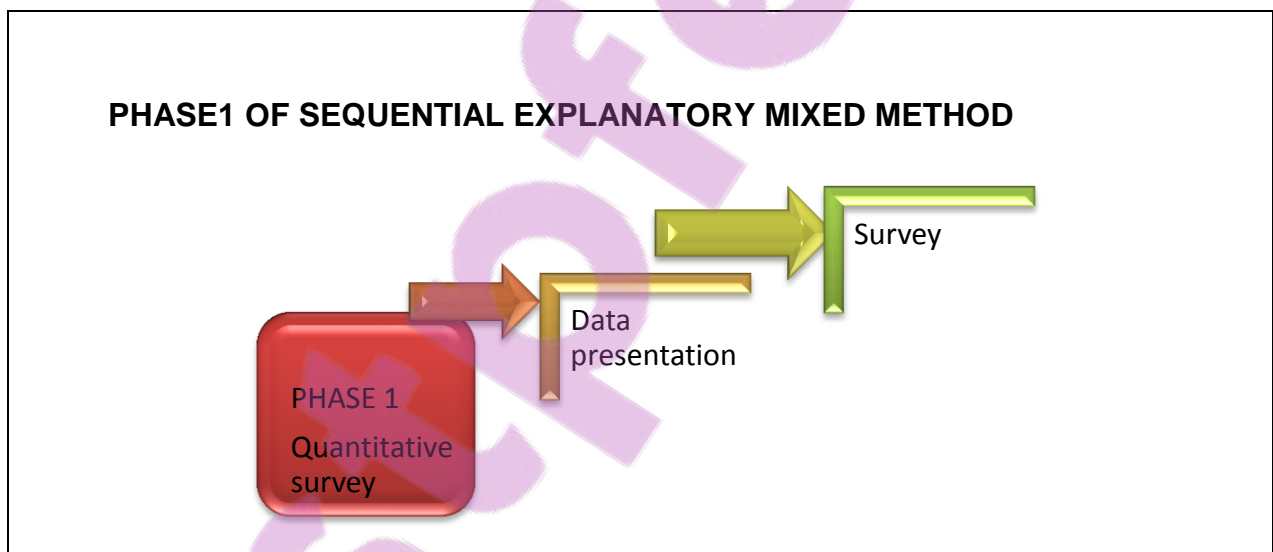 PHASE1 OF SEQUENTIAL EXPLANATORY MIXED METHOD
Survey
Data
presentation
PHASE 1
Quantitative
survey